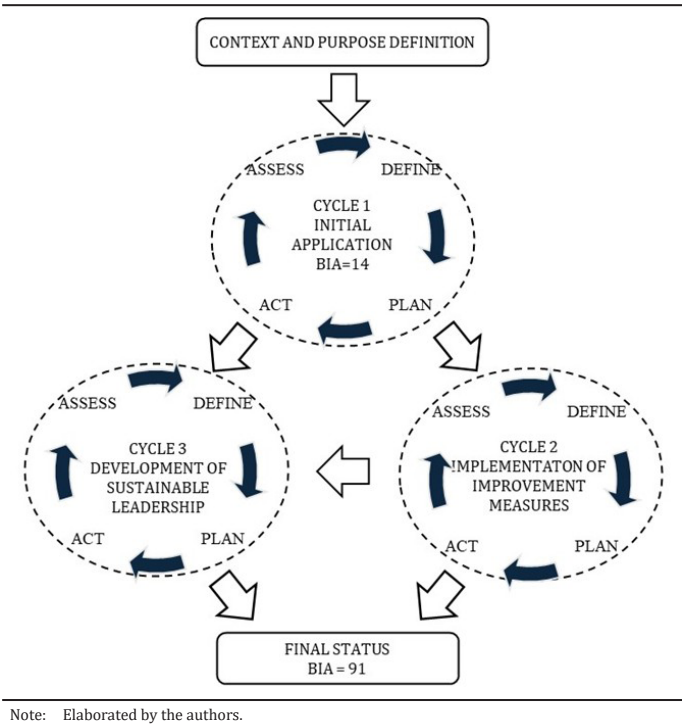 CONTEXT AND PURPOSE DEFINITION
ASSESS
DEFINE
CYCLE 1
INITIAL
APPLICATION
BIA=14
ACT
PLAN
ASSESS
DEFINE
CYCLE 3
DEVELOPMENT OF
SUSTAINABLE
LEADERSHIP
ACT
PLAN
ASSESS
DEFINE
CYCLE 2
IMPLEMENTATON OF
IMPROVEMENT
MEASURES
ACT
PLAN
FINAL STATUS
BIA = 91
Note: Elaborated by the authors.